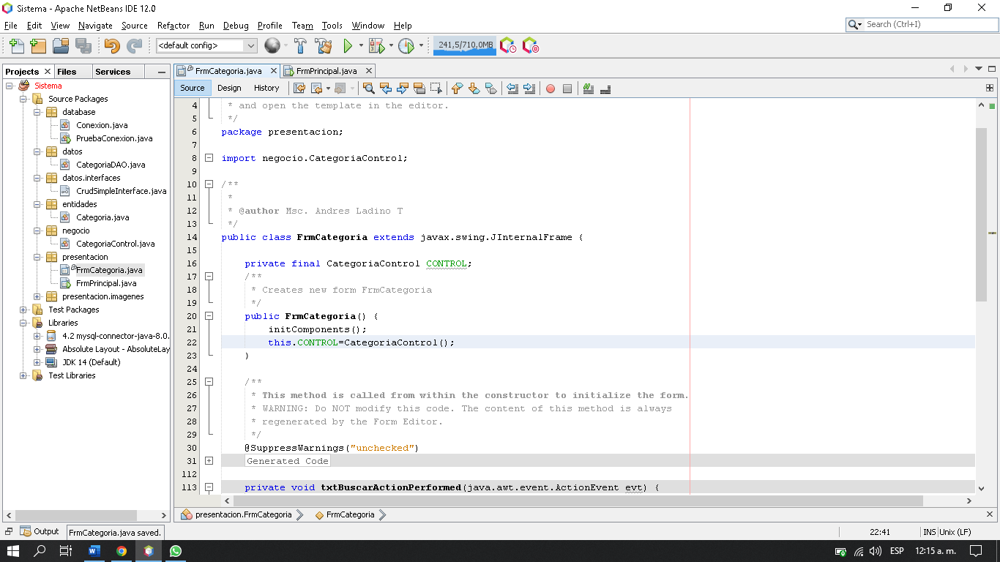 Sistema - Apache NetBeans IDE 12.0
File Edit View Navigate Source Refactor Run Debug Profile Team Tools Window Help
Search (Ctrl+I)
<default config>
241,5/710,0MB
Projects Files Services
FrmCategoria.java FrmPrincipal.java
Source Design History
Sistema
Source Packages
database
Conexion.java
PruebaConexion.java
datos
CategoriaDAO.java
datos.interfaces
CrudSimpleInterface.java
entidades
Categoria.java
negocio
CategoriaControl.java
presentacion
FrmCategoria.java
FrmPrincipal.java
presentacion.imagenes
Test Packages
Libraries
4.2 mysql-connector-java-8.0.
Absolute Layout - AbsoluteLay
JDK 14 (Default)
Test Libraries
4 * and open the template in the editor.
5 */
6 package presentacion;
7
8 import negocio.CategoriaControl;
9
10 /**
11 *
12 * @author Msc. Andres Ladino T
13 */
14 public class FrmCategoria extends javax.swing.JInternalFrame {
15
16 private final CategoriaControl CONTROL;
17 /**
18 * Creates new form FrmCategoria
19 */
20 public FrmCategoria() {
21 initComponents();
22 this.CONTROL=CategoriaControl();
23 }
24
25 /**
26 * This method is called from within the constructor to initialize the form.
27 * WARNING: Do NOT modify this code. The content of this method is always
28 * regenerated by the Form Editor.
29 */
30 @SuppressWarnings("unchecked")
31 Generated Code
112
113 private void txtBuscarActionPerformed(java.awt.event.ActionEvent evt) {
presentacion.FrmCategoria FrmCategoria
Output
FrmCategoria.java saved.
22:41 INS Unix (LF)
ESP 12:15 a. m.